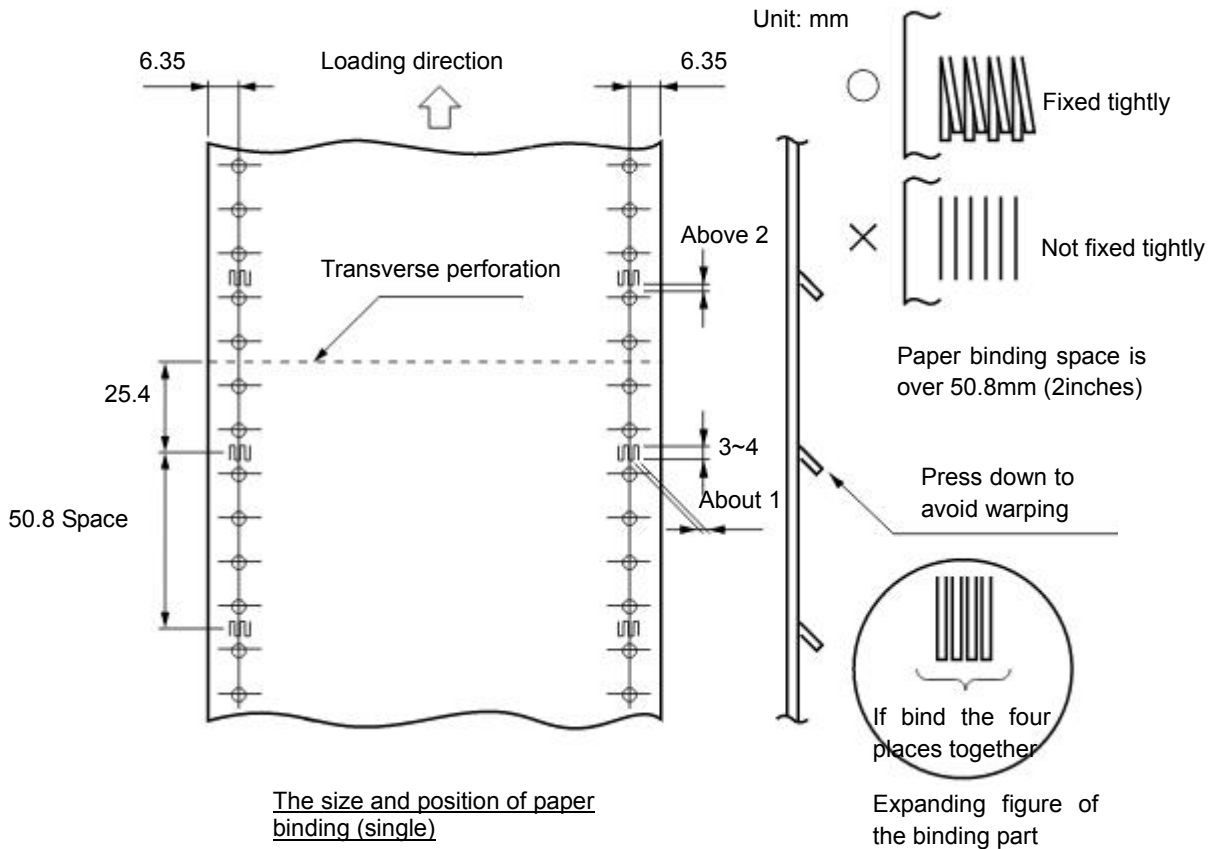 Unit: mm
6.35
Loading direction
6.35
Fixed tightly
Above 2
Not fixed tightly
Transverse perforation
Paper binding space is
over 50.8mm (2inches)
25.4
3~4
Press down to
avoid warping
About 1
50.8 Space
If bind the four
places together
The size and position of paper
binding (single)
Expanding figure of
the binding part